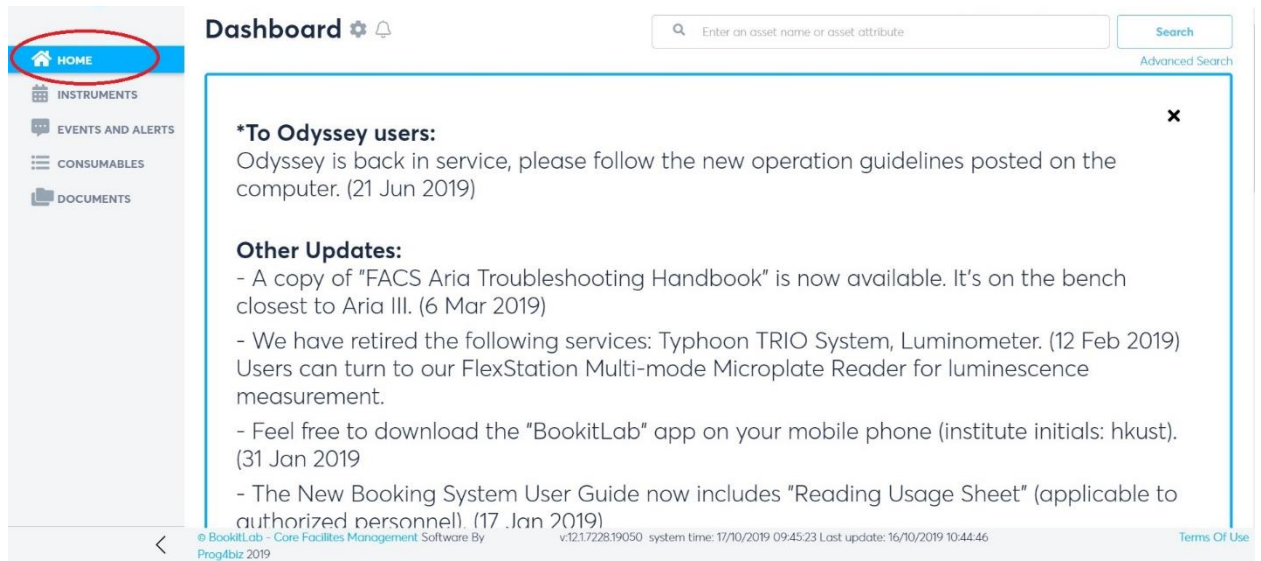 Dashboard
Enter an asset name or asset attribute
Search
Advanced Search
HOME
INSTRUMENTS
EVENTS AND ALERTS
CONSUMABLES
DOCUMENTS
*To Odyssey users:
Odyssey is back in service, please follow the new operation guidelines posted on the
computer. (21 Jun 2019)
Other Updates:
- A copy of "FACS Aria Troubleshooting Handbook" is now available. It's on the bench
closest to Aria III. (6 Mar 2019)
- We have retired the following services: Typhoon TRIO System, Luminometer. (12 Feb 2019)
Users can turn to our FlexStation Multi-mode Microplate Reader for luminescence
measurement.
- Feel free to download the "BookitLab" app on your mobile phone (institute initials: hkust).
(31 Jan 2019
- The New Booking System User Guide now includes "Reading Usage Sheet" (applicable to
authorized personnel). (17 Jan 2019)
© BookitLab - Core Facilites Management Software By
Prog4biz 2019
v:12.1.7228.19050 system time: 17/10/2019 09:45:23 Last update: 16/10/2019 10:44:46
Terms Of Use